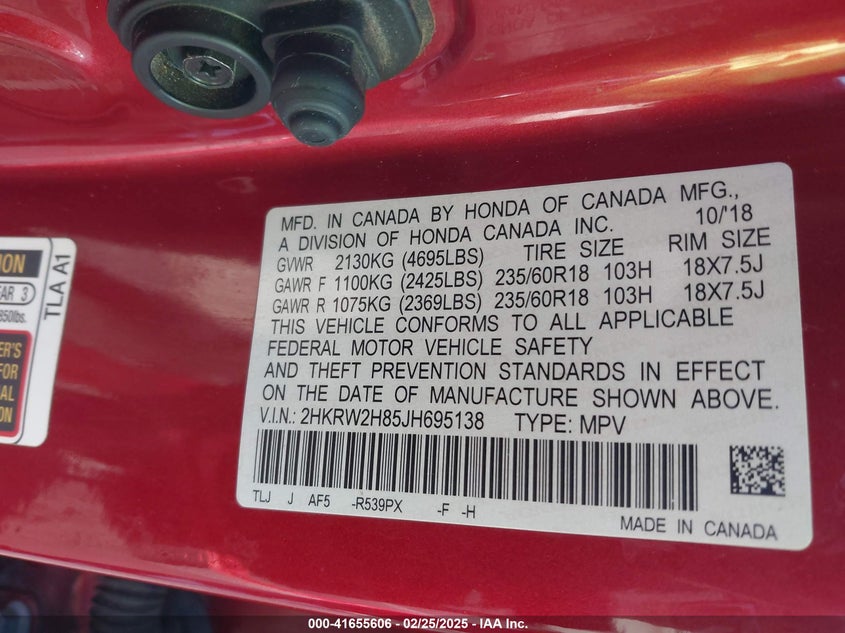 MFD. IN CANADA BY HONDA OF CANADA MFG.,
A DIVISION OF HONDA CANADA INC. 10/'18
GVWR 2130KG (4695LBS) TIRE SIZE RIM SIZE
GAWR F 1100KG (2425LBS) 235/60R18 103H 18X7.5J
GAWR R 1075KG (2369LBS) 235/60R18 103H 18X7.5J
THIS VEHICLE CONFORMS TO ALL APPLICABLE
FEDERAL MOTOR VEHICLE SAFETY
AND THEFT PREVENTION STANDARDS IN EFFECT
ON THE DATE OF MANUFACTURE SHOWN ABOVE.
V.I.N.: 2HKRW2H85JH695138 TYPE: MPV
TLJ J AF5 -R539PX -F -H
MADE IN CANADA
TLA A1
3
850lbs.
FOR
000-41655606 - 02/25/2025 - IAA Inc.